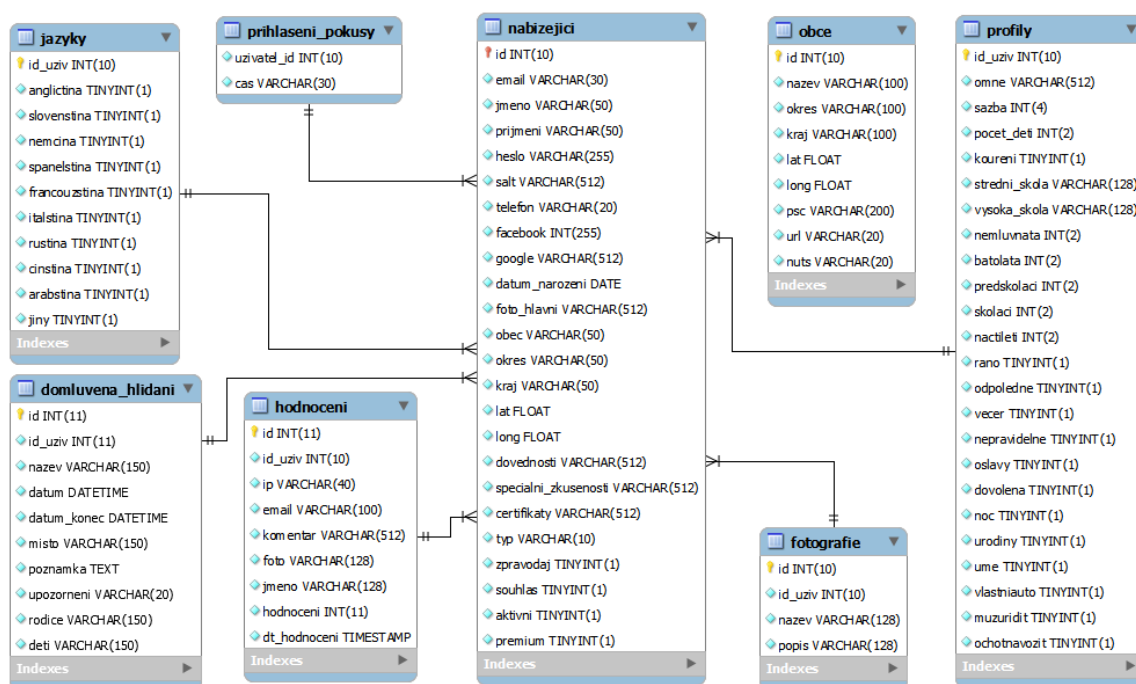 jazyky
id_uziv INT(10)
anglictina TINYINT(1)
slovenstina TINYINT(1)
nemcina TINYINT(1)
spanelstina TINYINT(1)
francouzstina TINYINT(1)
italstina TINYINT(1)
rustina TINYINT(1)
cinstina TINYINT(1)
arabstina TINYINT(1)
jiny TINYINT(1)
Indexes
prihlaseni_pokusy
uzivatel_id INT(10)
cas VARCHAR(30)
nabizejici
id INT(10)
email VARCHAR(30)
jmeno VARCHAR(50)
prijmeni VARCHAR(50)
heslo VARCHAR(255)
salt VARCHAR(512)
telefon VARCHAR(20)
facebook INT(255)
google VARCHAR(512)
datum_narozeni DATE
foto_hlavni VARCHAR(512)
obec VARCHAR(50)
okres VARCHAR(50)
kraj VARCHAR(50)
lat FLOAT
long FLOAT
dovednosti VARCHAR(512)
specialni_zkusenosti VARCHAR(512)
certifikaty VARCHAR(512)
typ VARCHAR(10)
zpravodaj TINYINT(1)
souhlas TINYINT(1)
aktivni TINYINT(1)
premium TINYINT(1)
Indexes
obce
id INT(10)
nazev VARCHAR(100)
okres VARCHAR(100)
kraj VARCHAR(100)
lat FLOAT
long FLOAT
psc VARCHAR(200)
url VARCHAR(20)
nuts VARCHAR(20)
Indexes
profily
id_uziv INT(10)
omne VARCHAR(512)
sazba INT(4)
pocet_deti INT(2)
koureni TINYINT(1)
stredni_skola VARCHAR(128)
vysoka_skola VARCHAR(128)
nemluvnata INT(2)
batolata INT(2)
predskolaci INT(2)
skolaci INT(2)
nactileti INT(2)
rano TINYINT(1)
odpoledne TINYINT(1)
vecer TINYINT(1)
nepravidelne TINYINT(1)
oslavy TINYINT(1)
dovolena TINYINT(1)
noc TINYINT(1)
urodiny TINYINT(1)
ume TINYINT(1)
vlastniauto TINYINT(1)
muzuridit TINYINT(1)
ochotnavozit TINYINT(1)
Indexes
domluvena_hlidani
id INT(11)
id_uziv INT(11)
nazev VARCHAR(150)
datum DATETIME
datum_konec DATETIME
misto VARCHAR(150)
poznamka TEXT
upozorneni VARCHAR(20)
rodice VARCHAR(150)
deti VARCHAR(150)
Indexes
hodnoceni
id INT(11)
id_uziv INT(10)
ip VARCHAR(40)
email VARCHAR(100)
komentar VARCHAR(512)
foto VARCHAR(128)
jmeno VARCHAR(128)
hodnoceni INT(11)
dt_hodnoceni TIMESTAMP
Indexes
fotografie
id INT(10)
id_uziv INT(10)
nazev VARCHAR(128)
popis VARCHAR(128)
Indexes